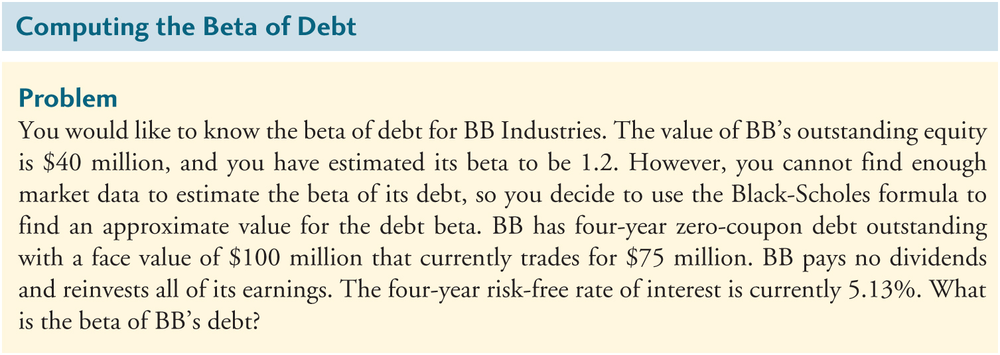 Computing the Beta of Debt
Problem
You would like to know the beta of debt for BB Industries. The value of BB’s outstanding equity
is $40 million, and you have estimated its beta to be 1.2. However, you cannot find enough
market data to estimate the beta of its debt, so you decide to use the Black-Scholes formula to
find an approximate value for the debt beta. BB has four-year zero-coupon debt outstanding
with a face value of $100 million that currently trades for $75 million. BB pays no dividends
and reinvests all of its earnings. The four-year risk-free rate of interest is currently 5.13%. What
is the beta of BB’s debt?